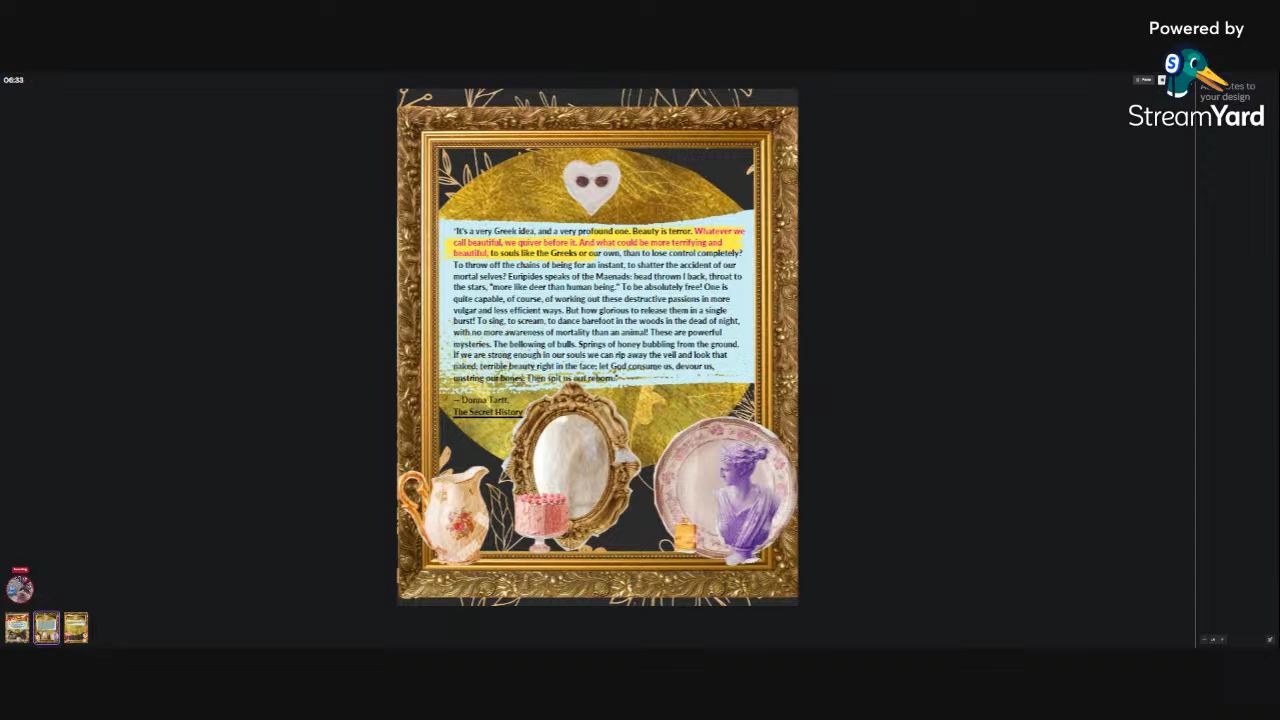 Powered by
StreamYard
06:33
Pause
your design
"It's a very Greek idea, and a very profound one. Beauty is terror. Whatever we
call beautiful, we quiver before it. And what could be more terrifying and
beautiful, to souls like the Greeks or our own, than to lose control completely?
To throw off the chains of being for an instant, to shatter the accident of our
mortal selves? Euripides speaks of the Maenads: head thrown I back, throat to
the stars, "more like deer than human being." To be absolutely free! One is
quite capable, of course, of working out these destructive passions in more
vulgar and less efficient ways. But how glorious to release them in a single
burst! To sing, to scream, to dance barefoot in the woods in the dead of night,
with no more awareness of mortality than an animal! These are powerful
mysteries. The bellowing of bulls. Springs of honey bubbling from the ground.
If we are strong enough in our souls we can rip away the veil and look that
naked, terrible beauty right in the face; let God consume us, devour us,
unstring our bones. Then spit us out reborn."
— Donna Tartt,
The Secret History